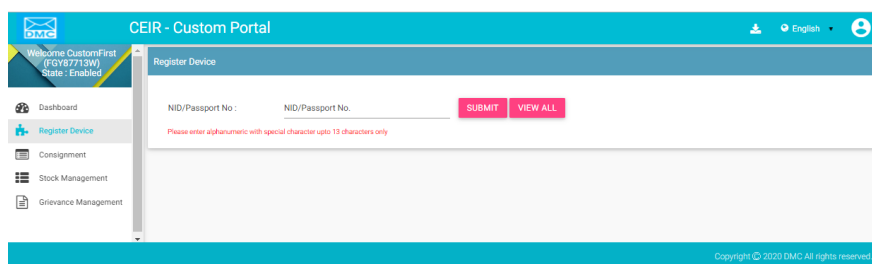 DMC
CEIR - Custom Portal
English
Welcome CustomFirst
(FGY87713W)
State : Enabled
Register Device
Dashboard
Register Device
Consignment
Stock Management
Grievance Management
NID/Passport No :
NID/Passport No.
SUBMIT
VIEW ALL
Please enter alphanumeric with special character upto 13 characters only
Copyright © 2020 DMC All rights reserved.